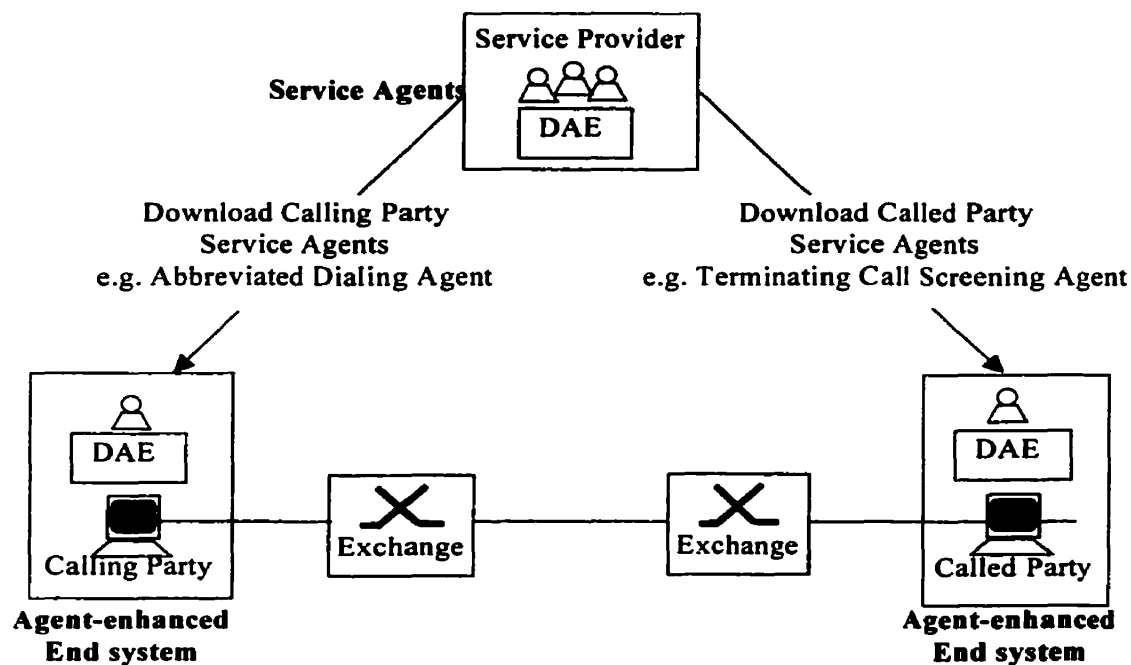 Service Provider
Service Agents
DAE
Download Calling Party
Service Agents
e.g. Abbreviated Dialing Agent
Download Called Party
Service Agents
e.g. Terminating Call Screening Agent
DAE
Calling Party
Agent-enhanced
End system
Exchange
Exchange
DAE
Called Party
Agent-enhanced
End system